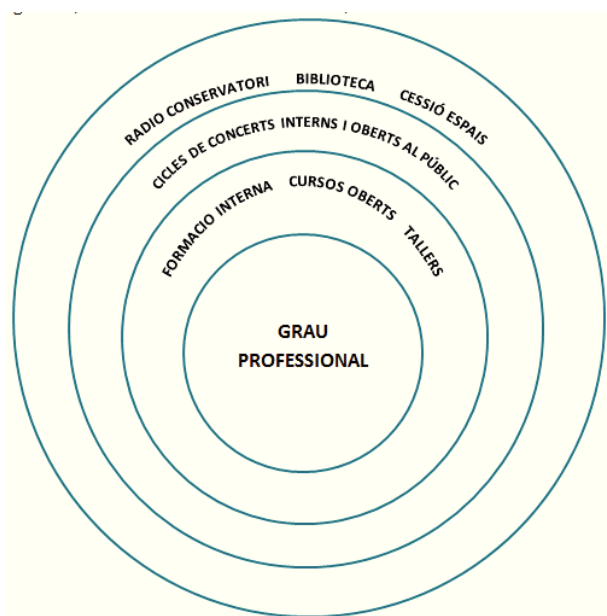 RADIO CONSERVATORI BIBLIOTECA CESSIÓ ESPAIS
CICLES DE CONCERTS INTERNS I OBERTS AL PÚBLIC
FORMACIO INTERNA CURSOS OBERTS TALLERS
GRAU
PROFESSIONAL